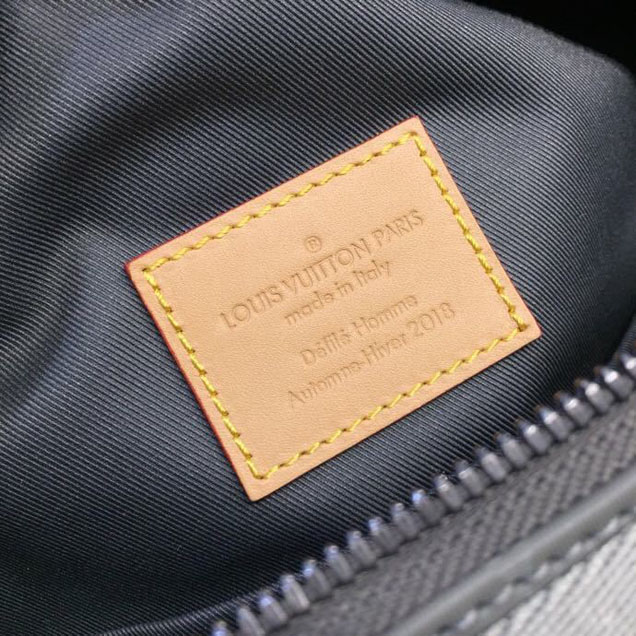 ®
LOUIS VUITTON PARIS
made in Italy
Défilé Homme
Automne-Hiver 2018